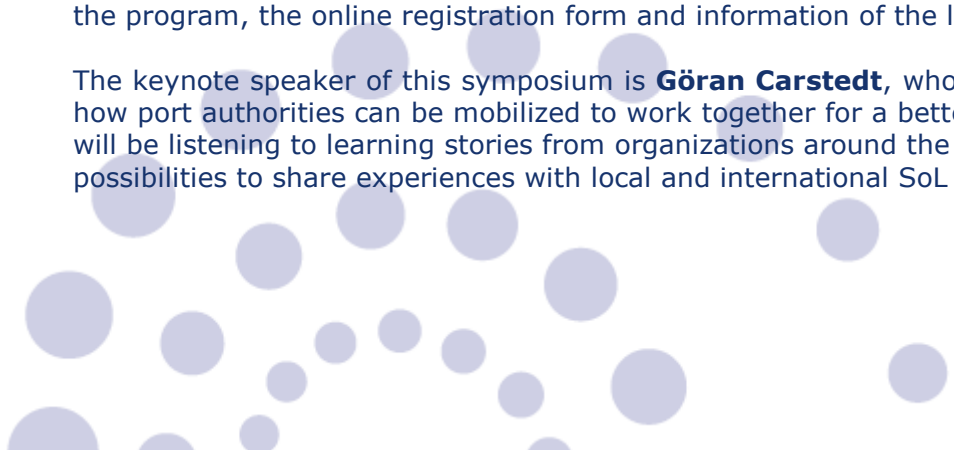 the program, the online registration form and information of the l
The keynote speaker of this symposium is Göran Carstedt, who
how port authorities can be mobilized to work together for a bett
will be listening to learning stories from organizations around the
possibilities to share experiences with local and international SoL